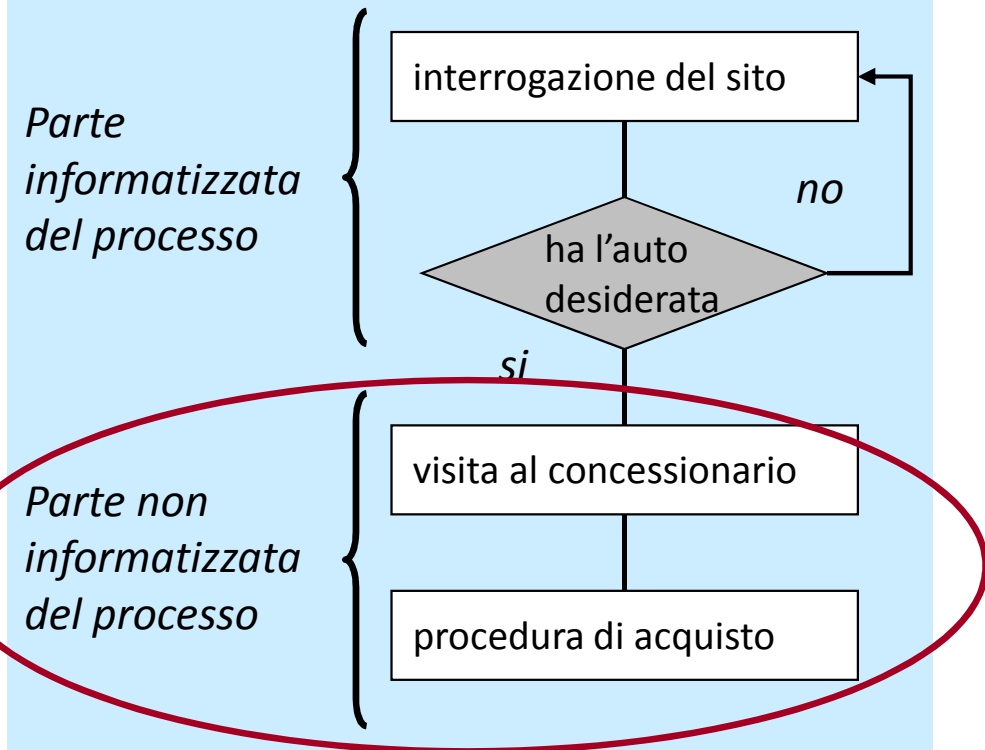 interrogazione del sito
Parte
informatizzata
del processo
no
ha l'auto
desiderata
si
visita al concessionario
Parte non
informatizzata
del processo
procedura di acquisto